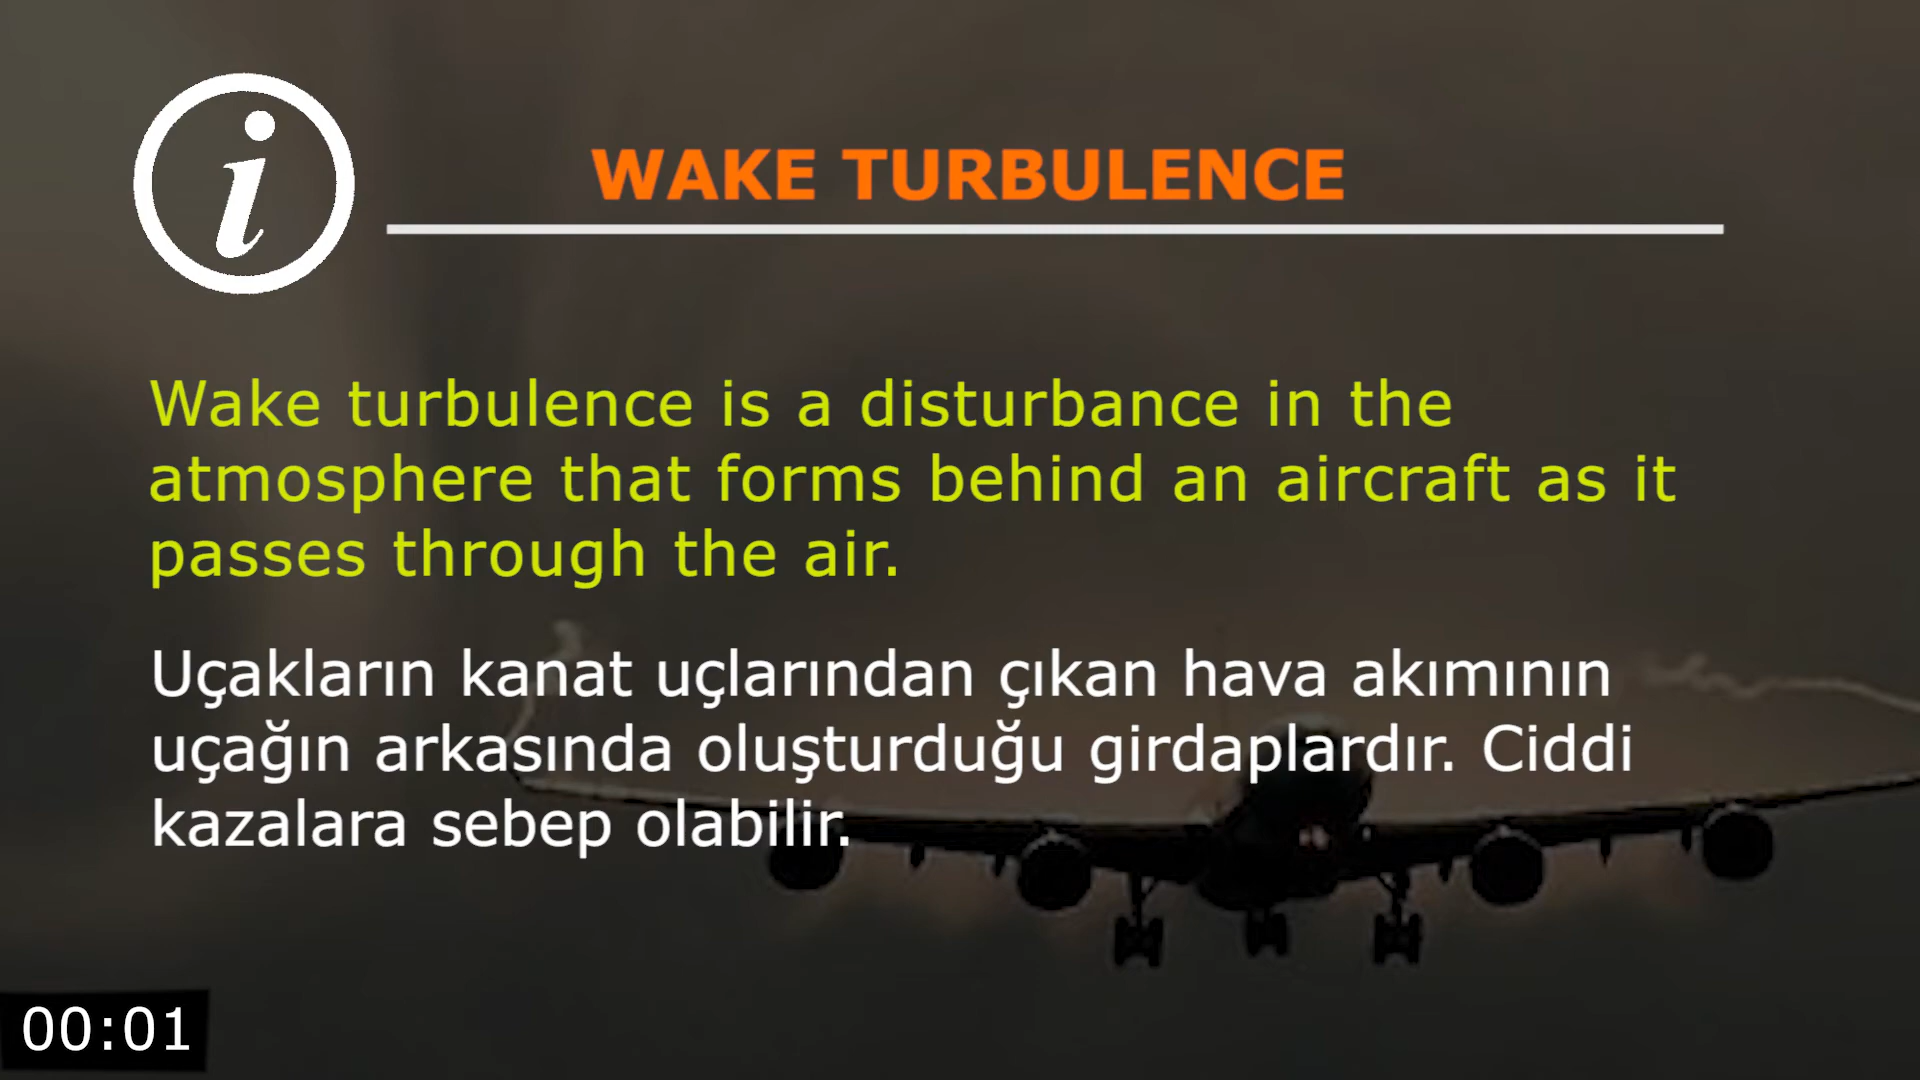 i
WAKE TURBULENCE
Wake turbulence is a disturbance in the
atmosphere that forms behind an aircraft as it
passes through the air.
Uçakların kanat uçlarından çıkan hava akımının
uçağın arkasında oluşturduğu girdaplardır. Ciddi
kazalara sebep olabilir.
00:01